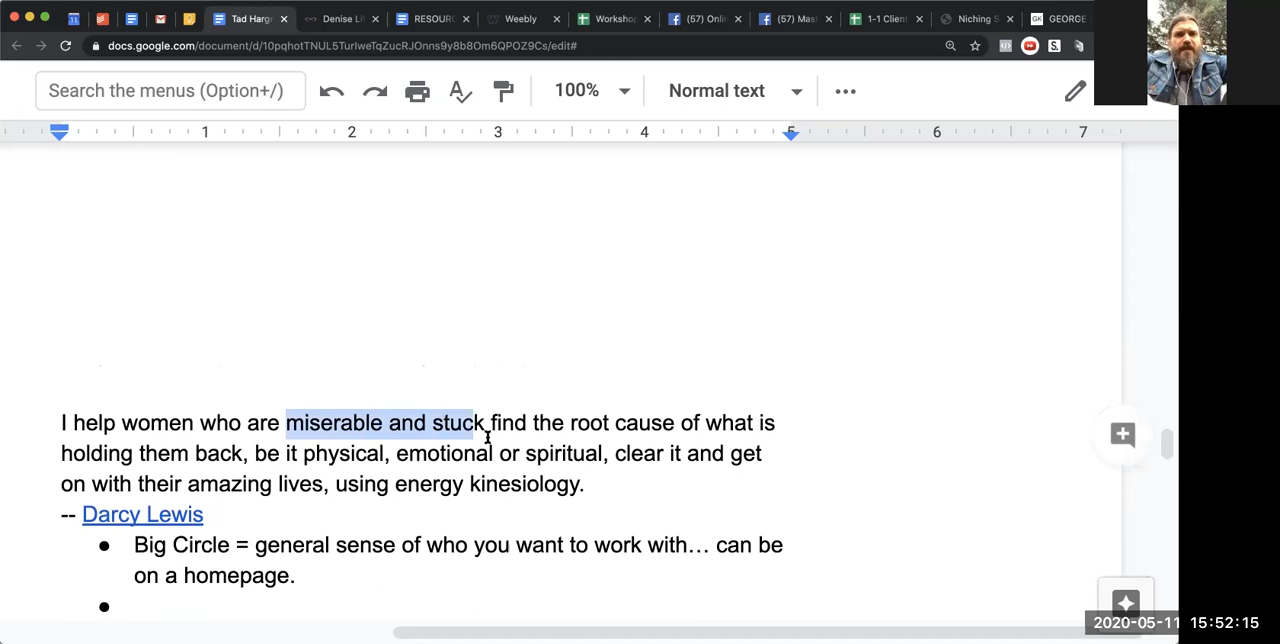 Tad Hargr
Denise Li
RESOUR
Weebly
Worksho
(57) Onli
(57) Mas
1-1 Client
Niching S
GK GEORGE
docs.google.com/document/d/10pqhotTNUL5TurIweTqZucRJOnns9y8b8Om6QPOZ9Cs/edit#
Search the menus (Option+/)
100%
Normal text
1 2 3 4 5 6 7
I help women who are miserable and stuck find the root cause of what is
holding them back, be it physical, emotional or spiritual, clear it and get
on with their amazing lives, using energy kinesiology.
-- Darcy Lewis
● Big Circle = general sense of who you want to work with… can be
on a homepage.
●
2020-05-11 15:52:15